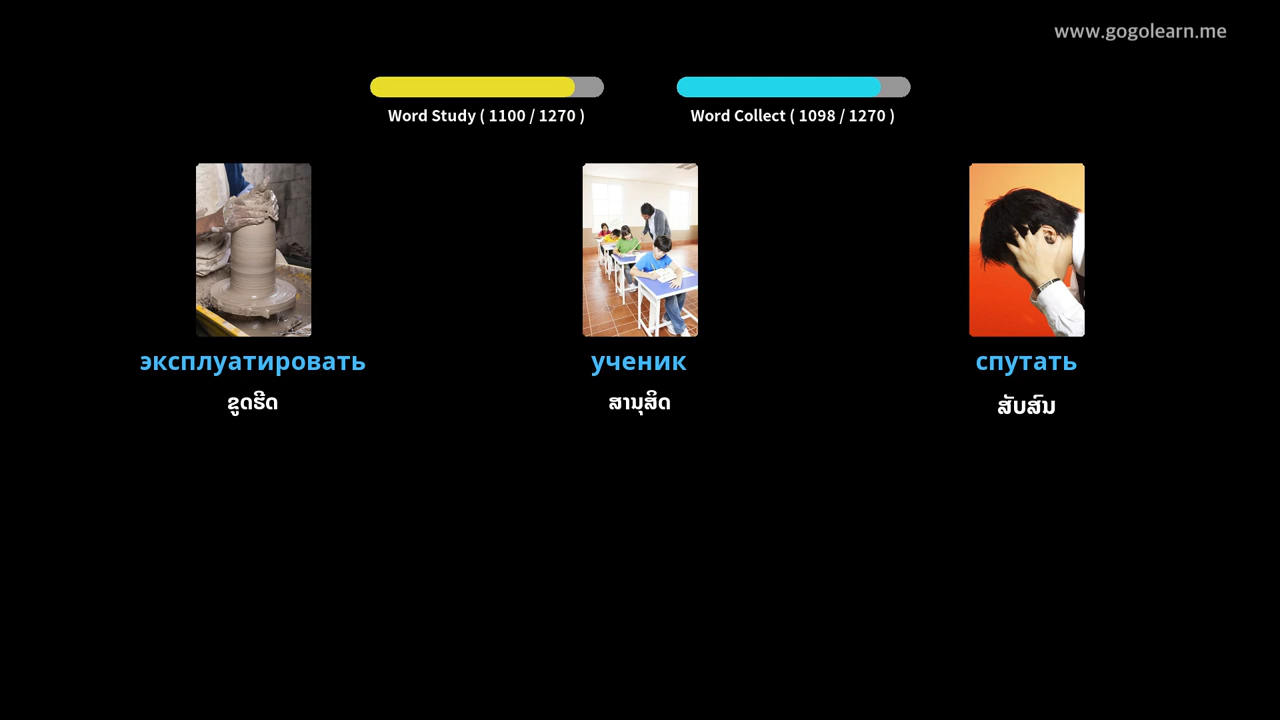 www.gogolearn.me
Word Study ( 1100 / 1270 )
Word Collect ( 1098 / 1270 )
эксплуатировать
ученик
спутать
ຂູດຮີດ
ສານຸສິດ
ສັບສົນ